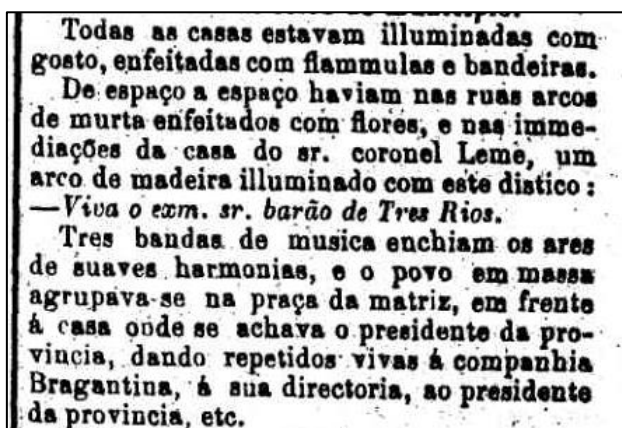 Todas as casas estavam illuminadas com
gosto, enfeitadas com flammulas e bandeiras.
De espaço a espaço haviam nas ruas arcos
de murta enfeitados com flores, e nas imme-
diações da casa do sr. coronel Leme, um
arco de madeira illuminado com este distico:
—Viva o exm. sr. barão de Tres Rios.
Tres bandas de musica enchiam os ares
de suaves harmonias, e o povo em massa
agrupava-se na praça da matriz, em frente
á casa onde se achava o presidente da pro-
vincia, dando repetidos vivas á companhia
Bragantina, á sua directoria, ao presidente
da provincia, etc.